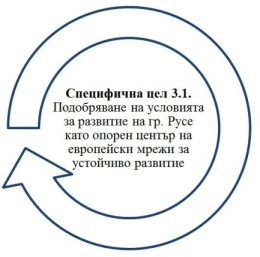 Специфична цел 3.1.
Подобряване на условията
за развитие на гр. Русе
като опорен център на
европейски мрежи за
устойчиво развитие